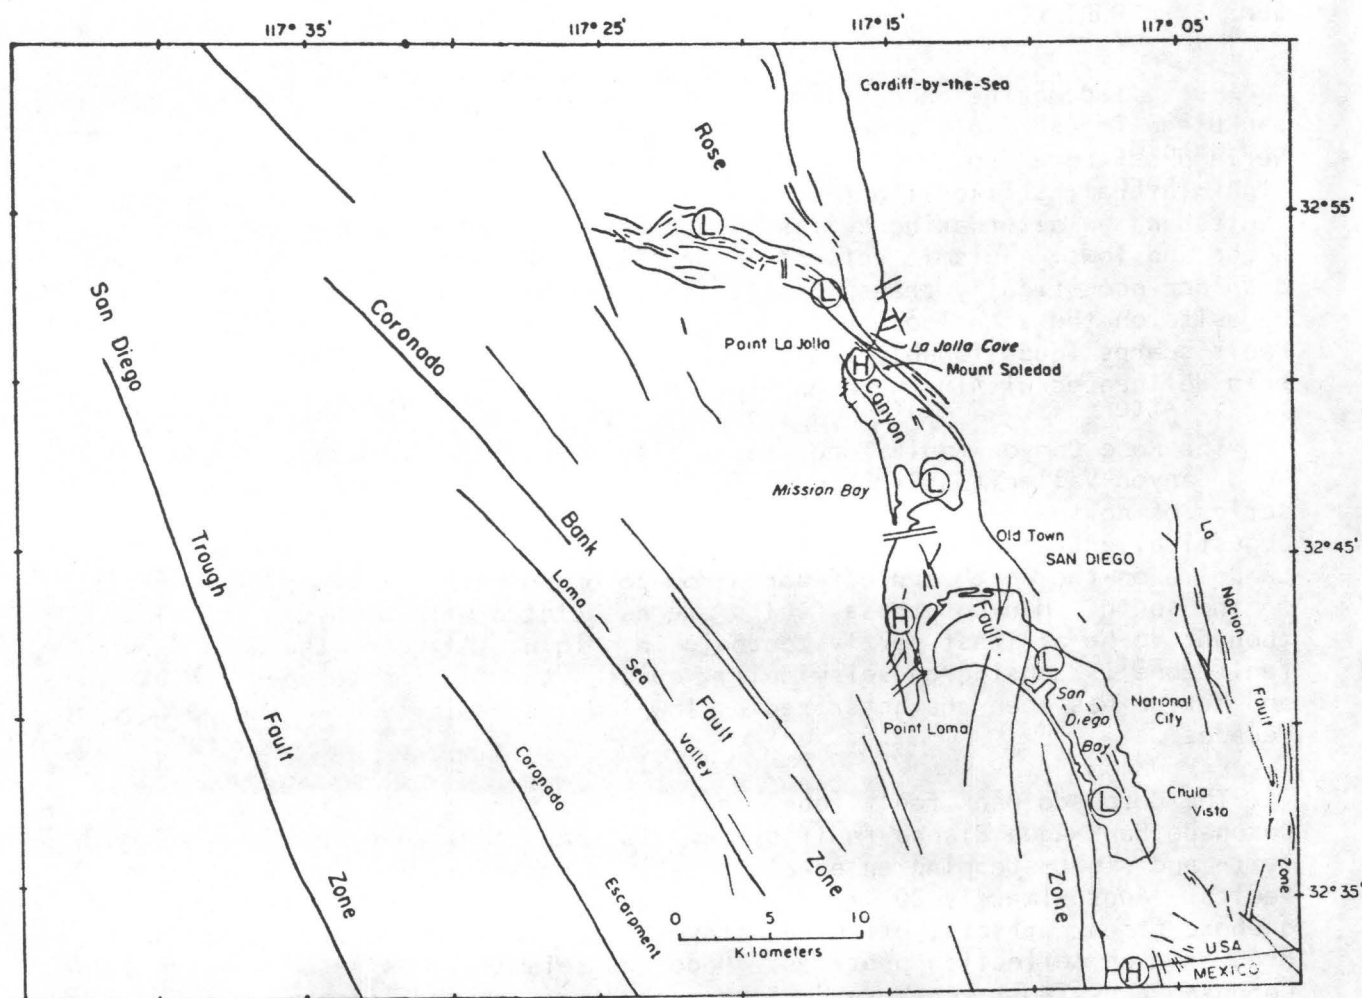 117° 35'
117° 25'
117° 15'
117° 05'
Cardiff-by-the-Sea
Rose
32° 55'
L
L
San Diego
Coronado
Point La Jolla
La Jolla Cove
H
Mount Soledad
Canyon
Mission Bay
L
Trough
Bank
Old Town
SAN DIEGO
La
32° 45'
Loma
Nacion
H
Fault
L
Sea
San
Diego
Bay
National
City
Fault
Fault
Fault
Valley
Point Loma
Coronado
L
Chula
Vista
Zone
Zone
Zone
Zone
32° 35'
Escarpment
0 5 10
Kilometers
USA
H
MEXICO